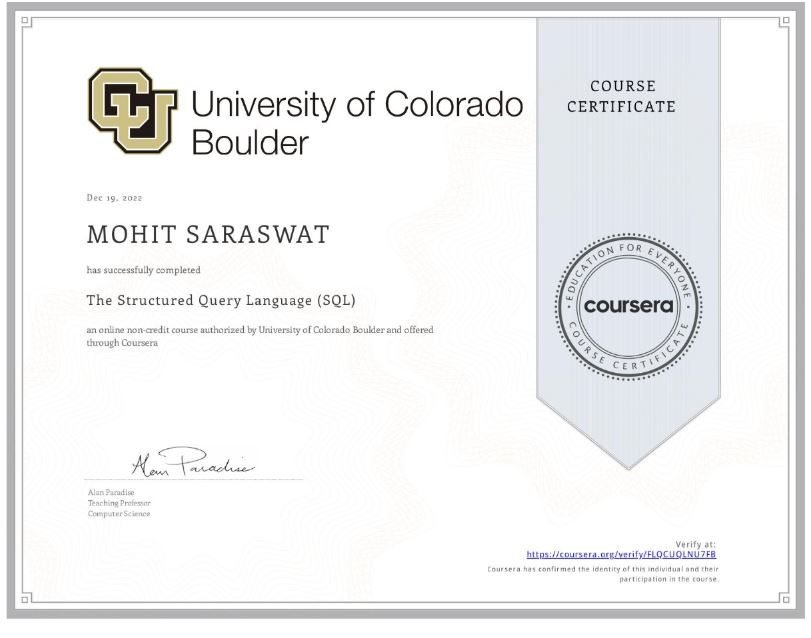 University of Colorado
Boulder
COURSE
CERTIFICATE
Dec 19, 2022
MOHIT SARASWAT
has successfully completed
The Structured Query Language (SQL)
an online non-credit course authorized by University of Colorado Boulder and offered
through Coursera
EDUCATION FOR EVERYONE
coursera
COURSE CERTIFICATE
Alan Paradise
Alan Paradise
Teaching Professor
Computer Science
Verify at:
https://coursera.org/verify/FLQCUQLNU7FB
Coursera has confirmed the identity of this individual and their
participation in the course.